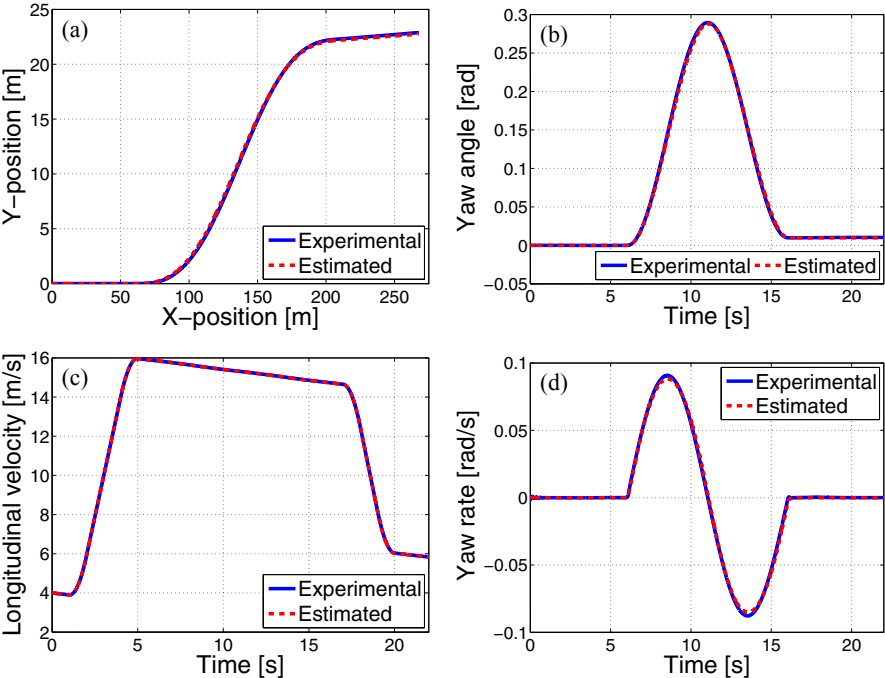 (a)
Y−position [m]
25
20
15
10
5
0
0 50 100 150 200 250
X−position [m]
Experimental
Estimated
(b)
Yaw angle [rad]
0.3
0.25
0.2
0.15
0.1
0.05
0
−0.05
0 5 10 15 20
Time [s]
Experimental Estimated
(c)
Longitudinal velocity [m/s]
16
14
12
10
8
6
4
2
0 5 10 15 20
Time [s]
Experimental
Estimated
(d)
Yaw rate [rad/s]
0.1
0.05
0
−0.05
−0.1
0 5 10 15 20
Time [s]
Experimental
Estimated